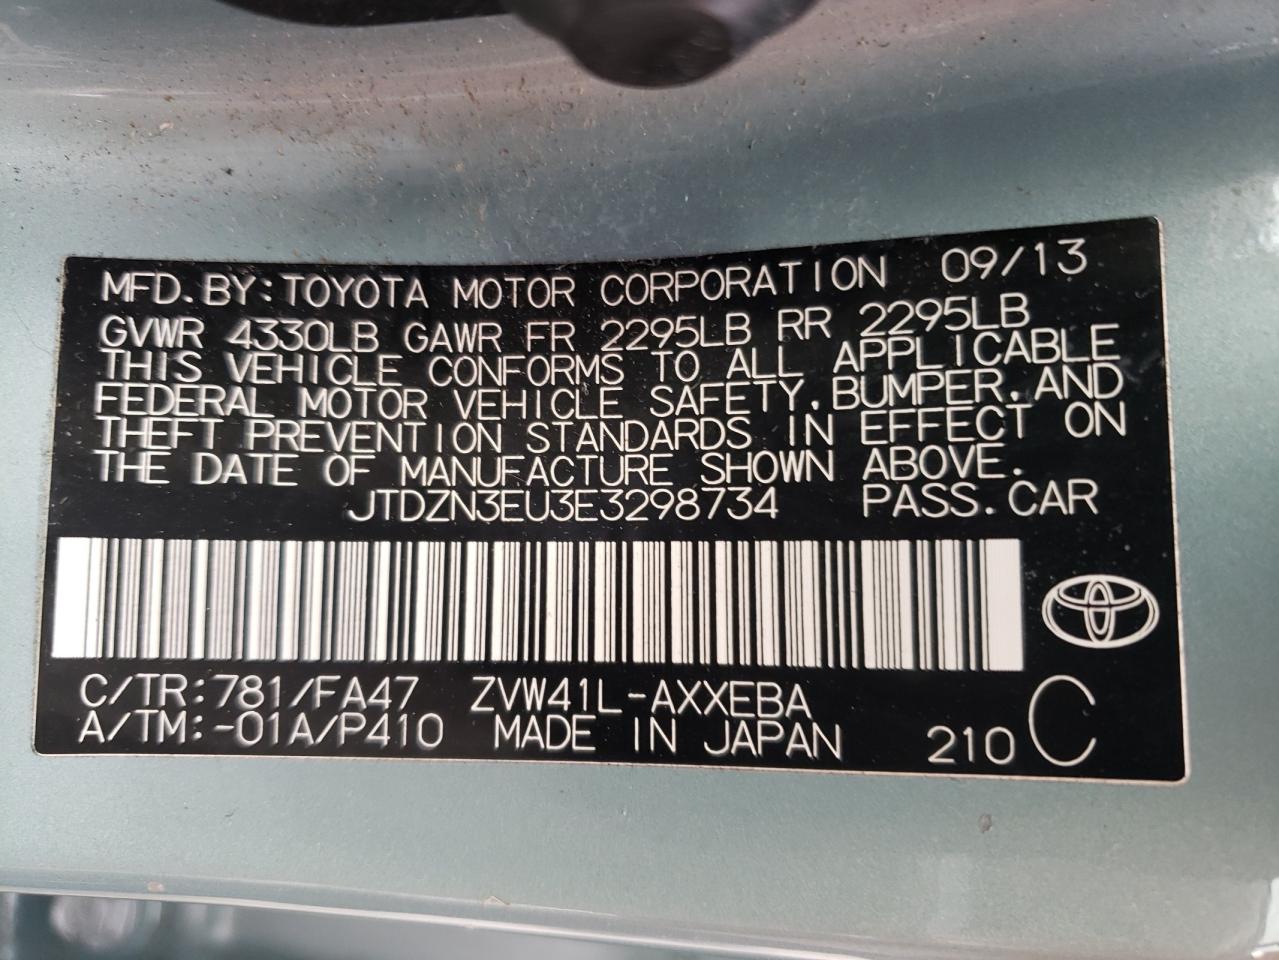 MFD. BY: TOYOTA MOTOR CORPORATION 09/13
GVWR 4330LB GAWR FR 2295LB RR 2295LB
THIS VEHICLE CONFORMS TO ALL APPLICABLE
FEDERAL MOTOR VEHICLE SAFETY, BUMPER, AND
THEFT PREVENTION STANDARDS IN EFFECT ON
THE DATE OF MANUFACTURE SHOWN ABOVE.
JTDZN3EU3E3298734 PASS. CAR
C/TR: 781/FA47 ZVW41L-AXXEBA
A/TM: -01A/P410 MADE IN JAPAN 210 C